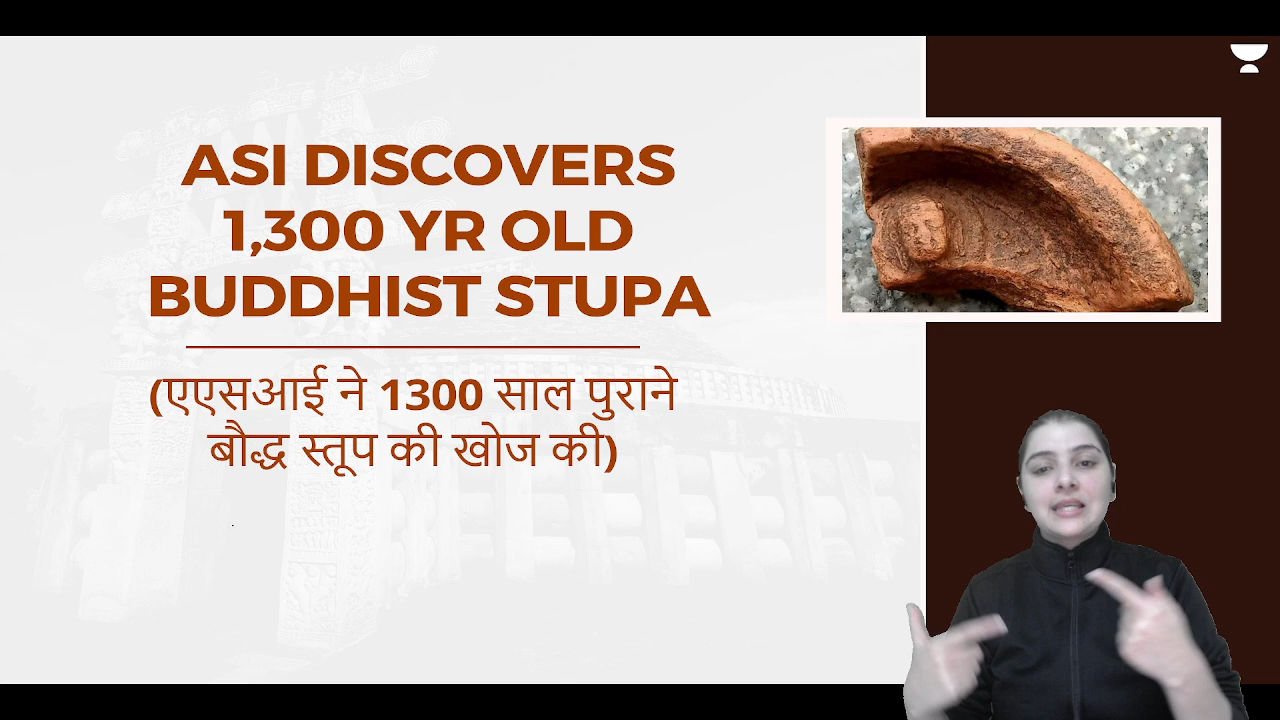 ASI DISCOVERS
1,300 YR OLD
BUDDHIST STUPA
(एएसआई ने 1300 साल पुराने
बौद्ध स्तूप की खोज की)